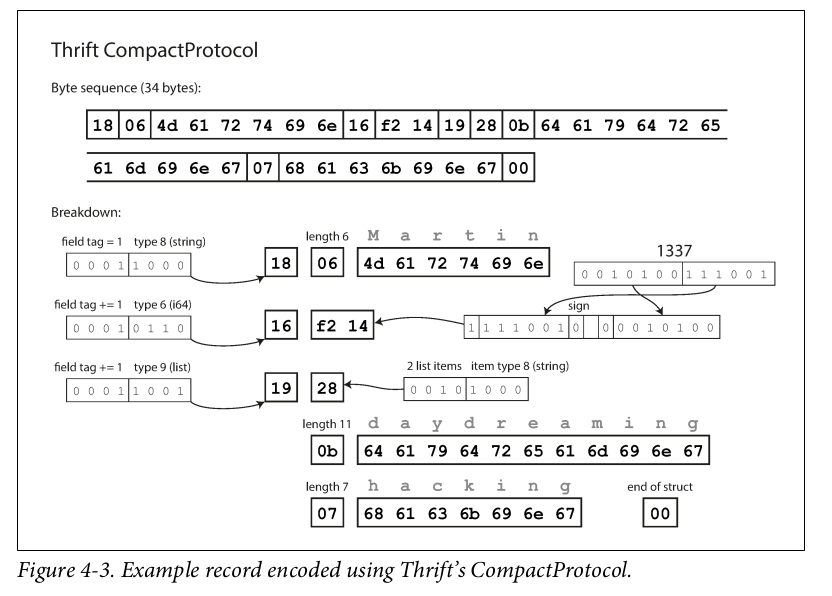 Thrift CompactProtocol
Byte sequence (34 bytes):
18 06 4d 61 72 74 69 6e 16 f2 14 19 28 0b 64 61 79 64 72 65
61 6d 69 6e 67 07 68 61 63 6b 69 6e 67 00
Breakdown:
length 6 M a r t i n
field tag = 1 type 8 (string)
0 0 0 1 1 0 0 0 18 06 4d 61 72 74 69 6e
1337
0 0 1 0 1 0 0 1 1 1 0 0 1
field tag += 1 type 6 (i64)
sign
0 0 0 1 0 1 1 0 16 f2 14 1 1 1 1 0 0 1 0 0 0 0 1 0 1 0 0
field tag += 1 type 9 (list) 2 list items item type 8 (string)
0 0 0 1 1 0 0 1 19 28 0 0 1 0 1 0 0 0
length 11 d a y d r e a m i n g
0b 64 61 79 64 72 65 61 6d 69 6e 67
length 7 h a c k i n g end of struct
07 68 61 63 6b 69 6e 67 00
Figure 4-3. Example record encoded using Thrift’s CompactProtocol.